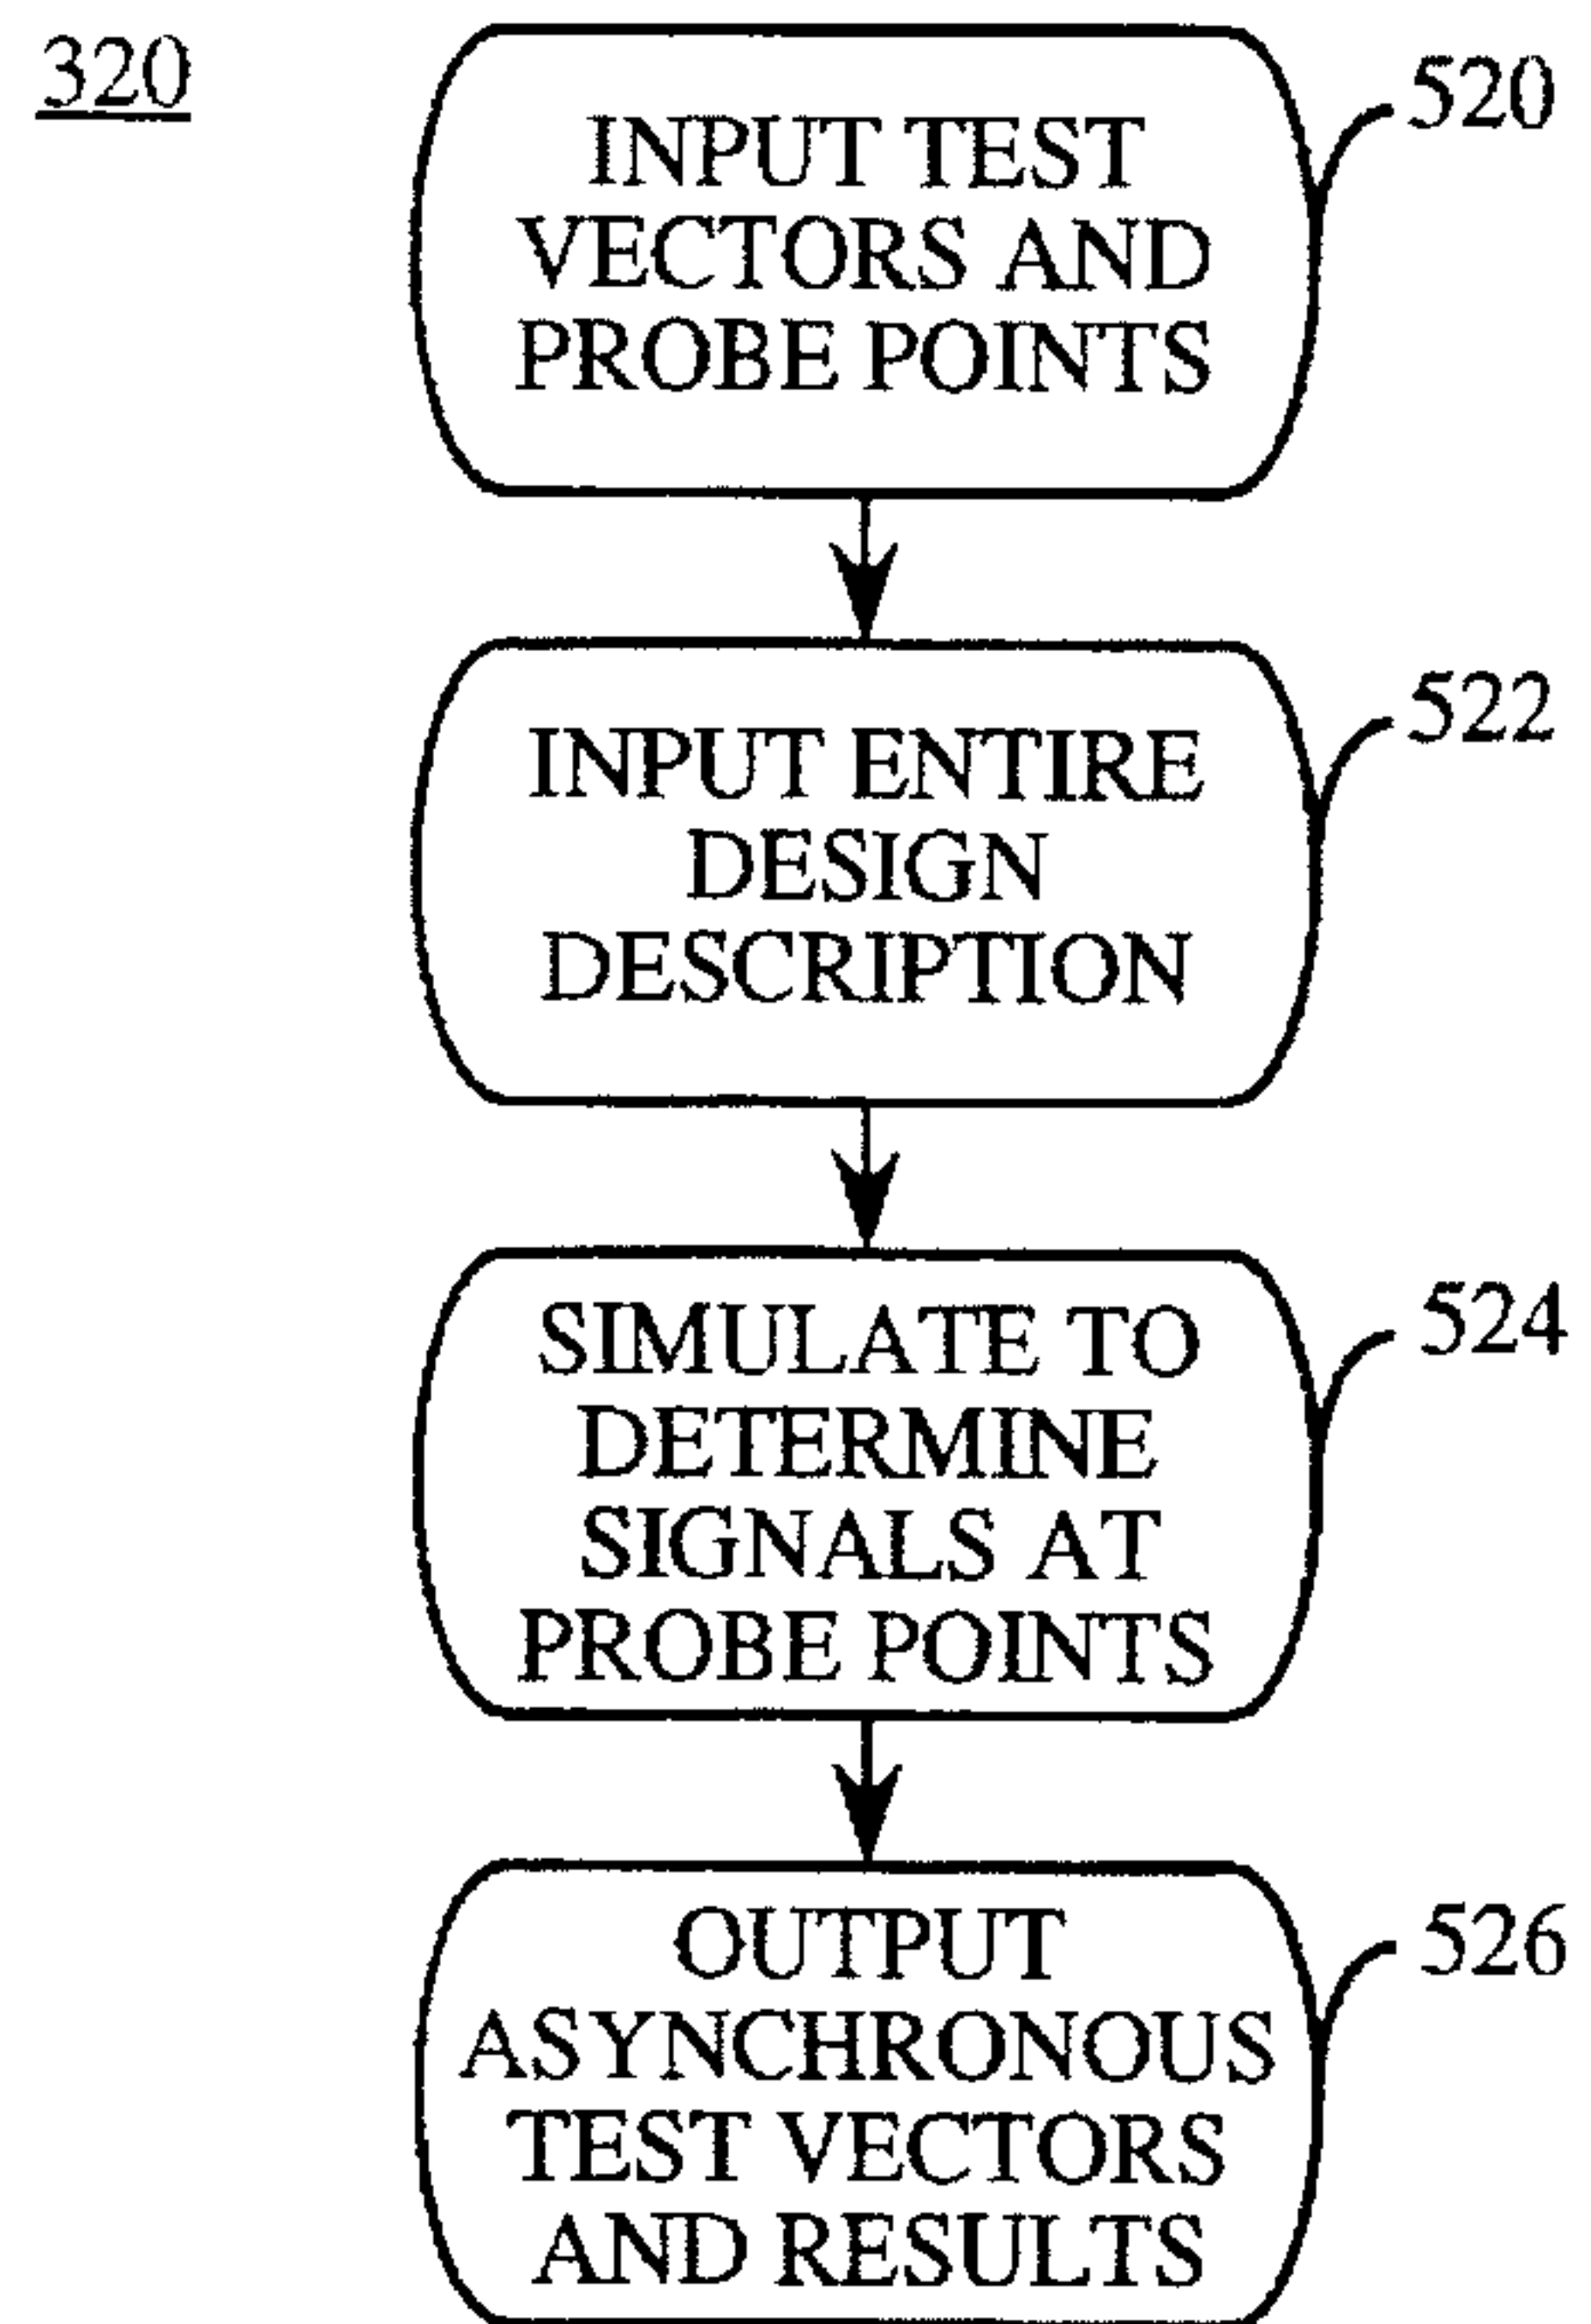 320
520
INPUT TEST
VECTORS AND
PROBE POINTS
522
INPUT ENTIRE
DESIGN
DESCRIPTION
524
SIMULATE TO
DETERMINE
SIGNALS AT
PROBE POINTS
526
OUTPUT
ASYNCHRONOUS
TEST VECTORS
AND RESULTS